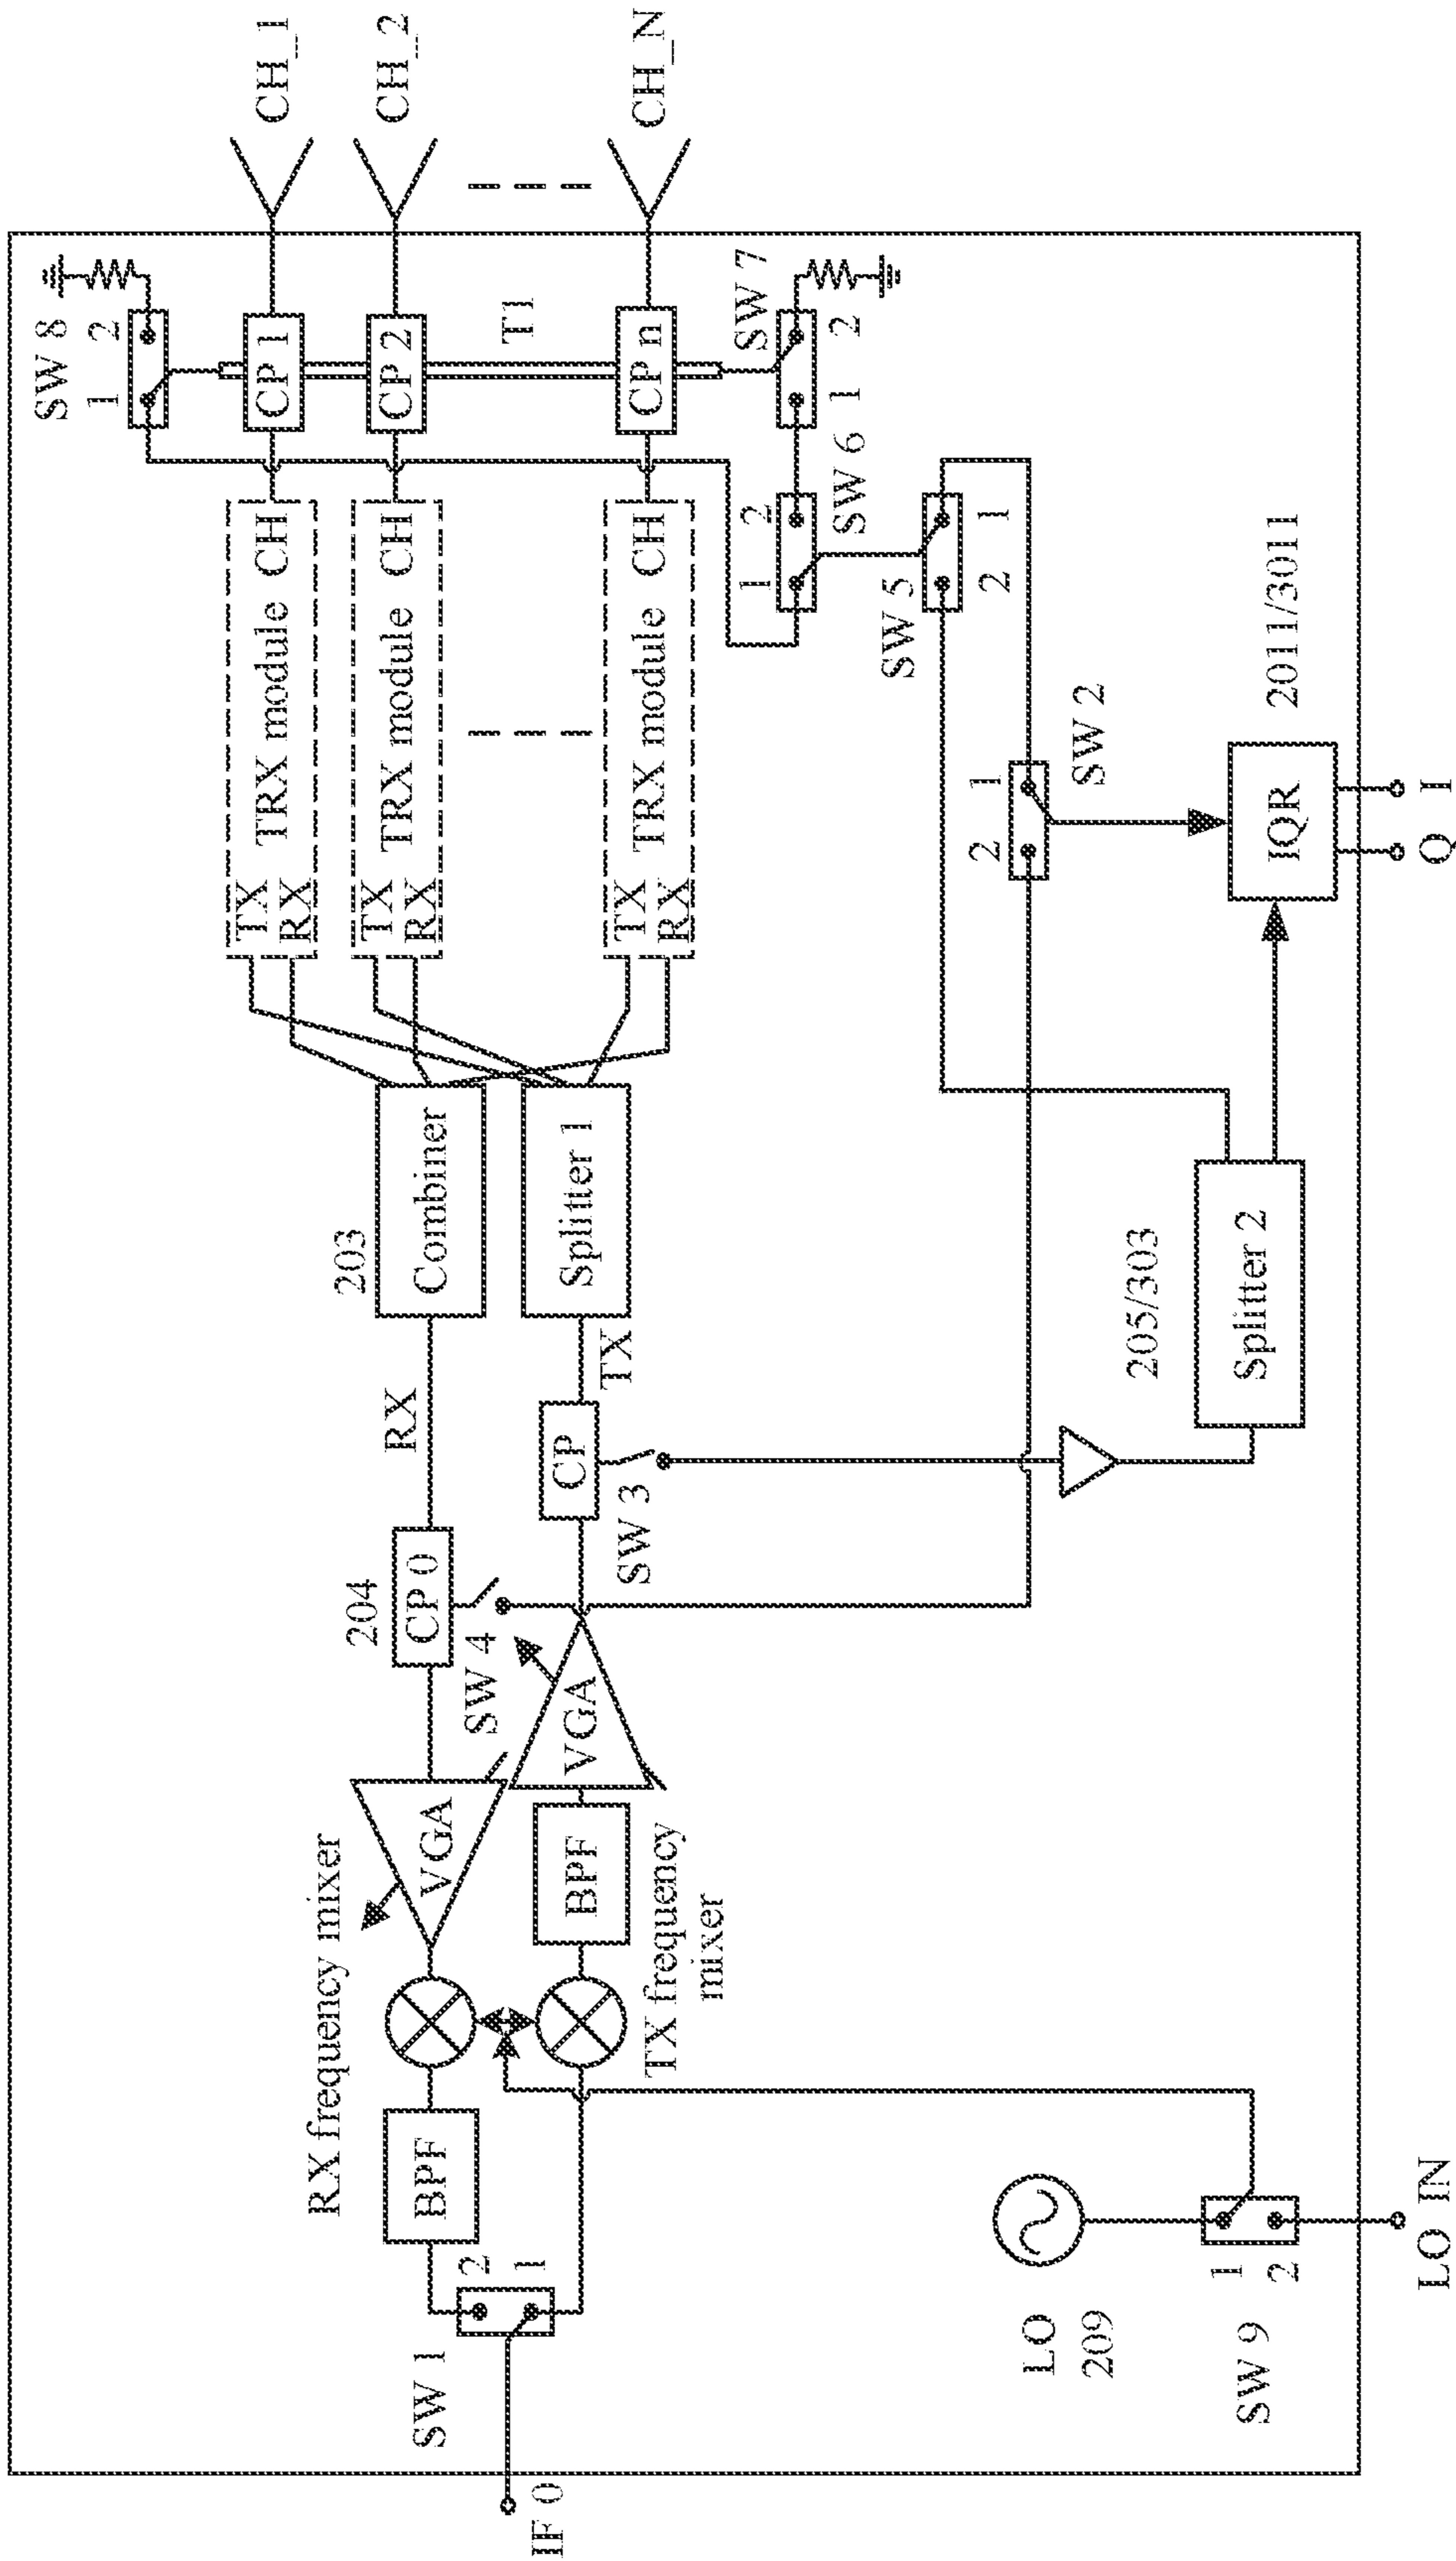 SW 8
1 2
CH_1
CP 1
TRX module CH
TX
RX
CH_2
CP 2
TRX module CH
TX
RX
T1
CH_N
CP n
TRX module CH
TX
RX
SW 7
1 2
1 2
SW 6
SW 5
2 1
203
Combiner
Splitter 1
RX
TX
204
CP 0
CP
SW 4
SW 3
VGA
VGA
RX frequency mixer
BPF
TX frequency
mixer
BPF
SW 1
2
1
IF 0
2 1
SW 2
2011/3011
IQR
Q I
205/303
Splitter 2
LO
209
SW 9
1
2
LO IN